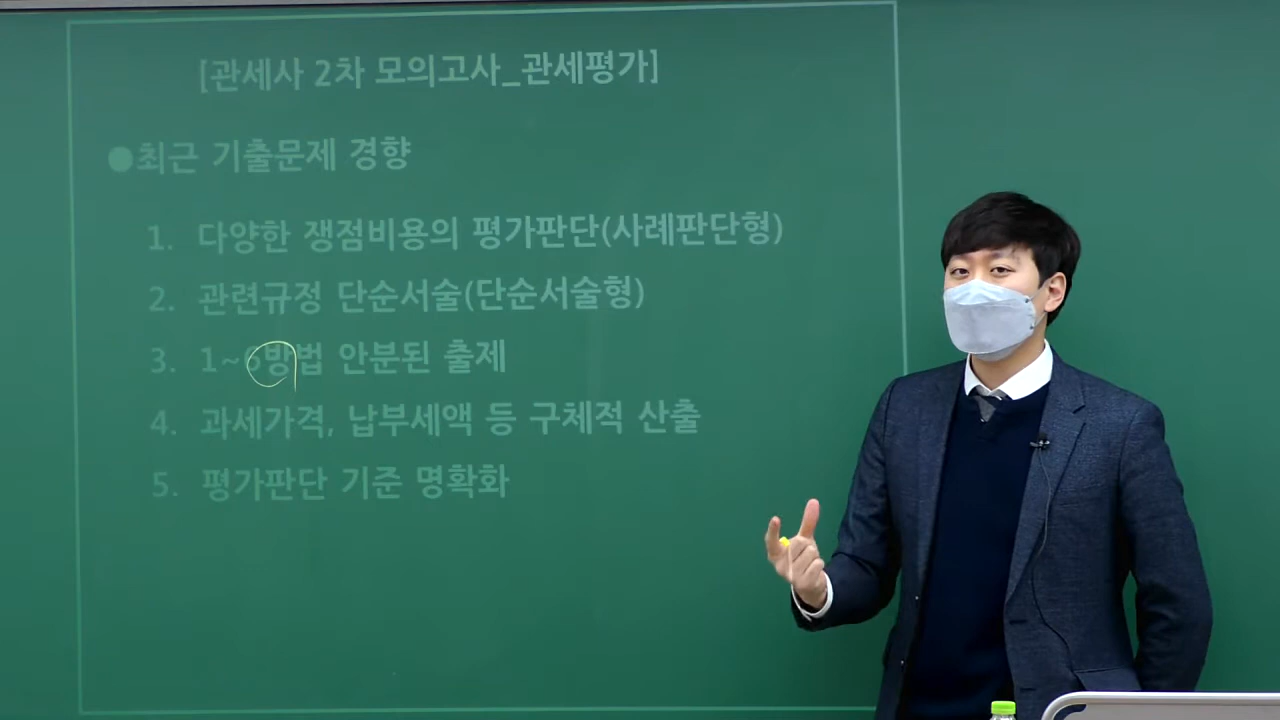 [관세사 2차 모의고사_관세평가]
●최근 기출문제 경향
1. 다양한 쟁점비용의 평가판단(사례판단형)
2. 관련규정 단순서술(단순서술형)
3. 1~6방법 안분된 출제
4. 과세가격, 납부세액 등 구체적 산출
5. 평가판단 기준 명확화